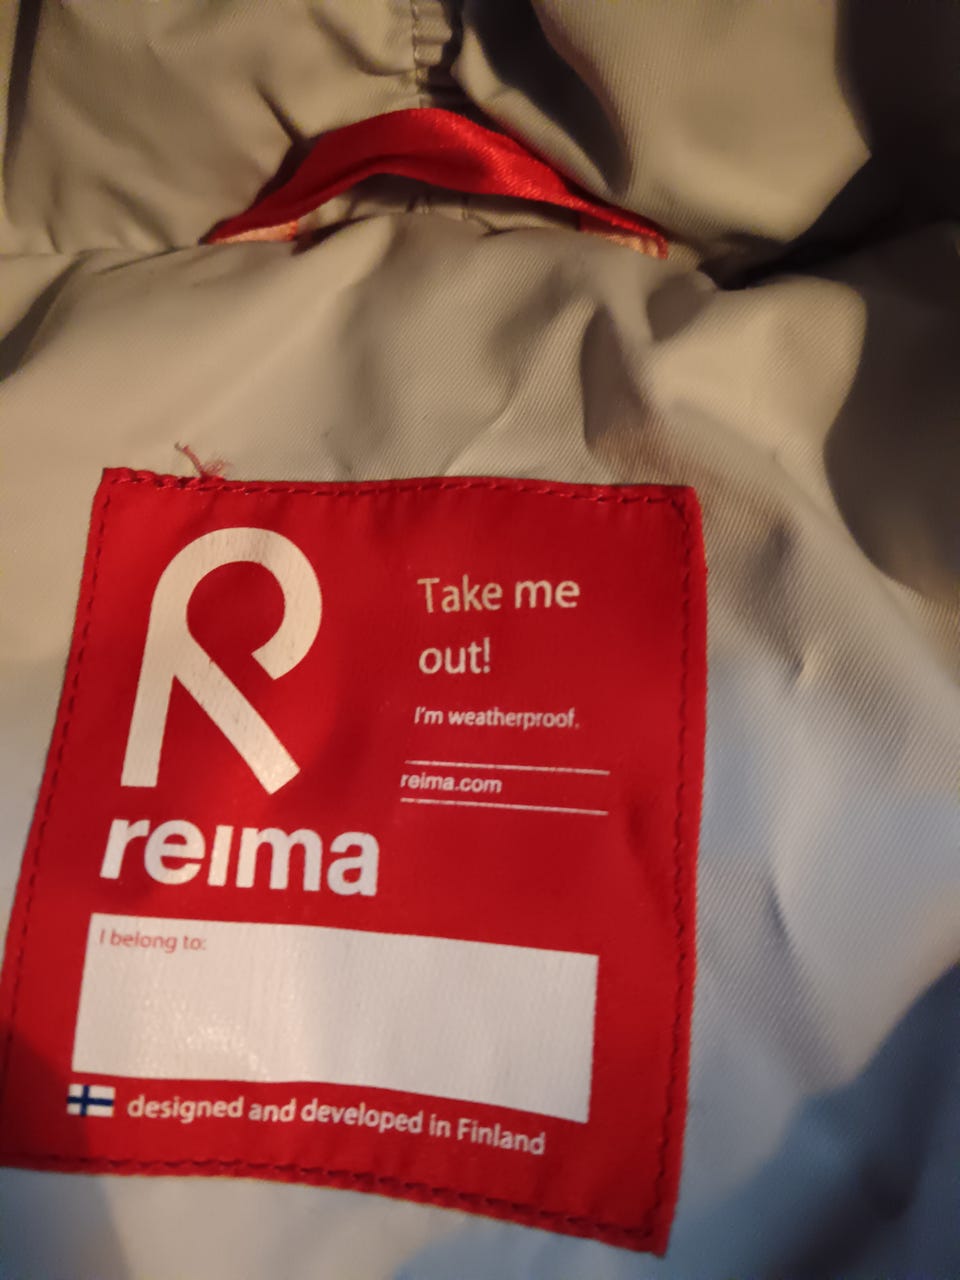 Take me
out!
I'm weatherproof.
reima.com
reima
I belong to:
designed and developed in Finland